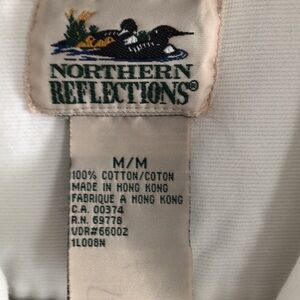 NORTHERN
REFLECTIONS®
M/M
100% COTTON/COTON
MADE IN HONG KONG
FABRIQUE A HONG KONG
C.A. 00374
R.N. 69778
VDR#66002
1L008N